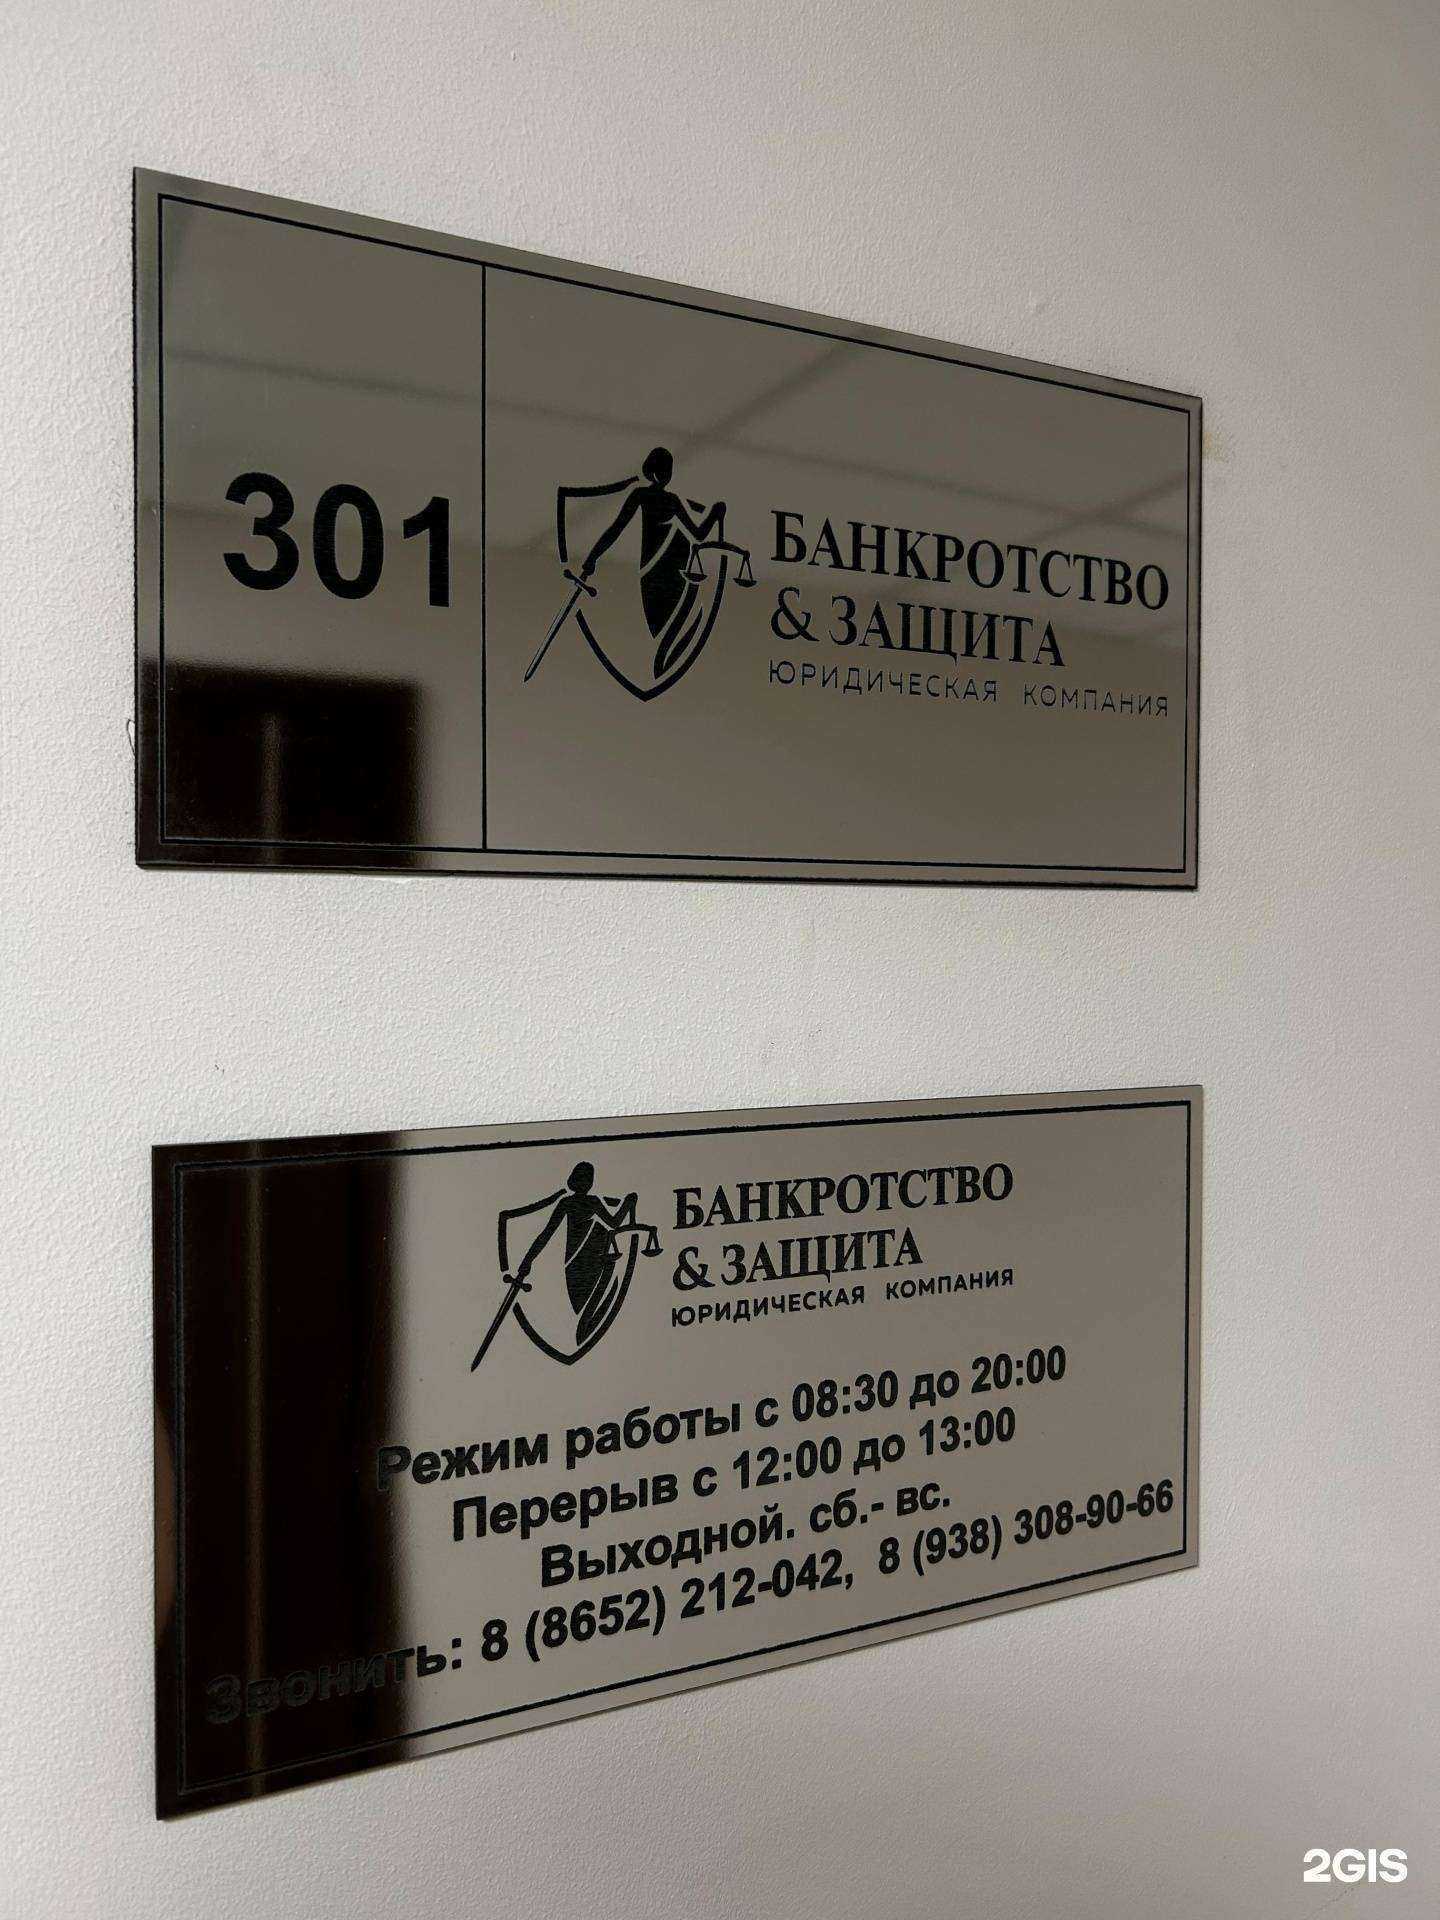 301
БАНКРОТСТВО
& ЗАЩИТА
ЮРИДИЧЕСКАЯ КОМПАНИЯ
БАНКРОТСТВО
& ЗАЩИТА
ЮРИДИЧЕСКАЯ КОМПАНИЯ
Режим работы с 08:30 до 20:00
Перерыв с 12:00 до 13:00
Выходной. сб.- вс.
Звонить: 8 (8652) 212-042, 8 (938) 308-90-66
2GIS